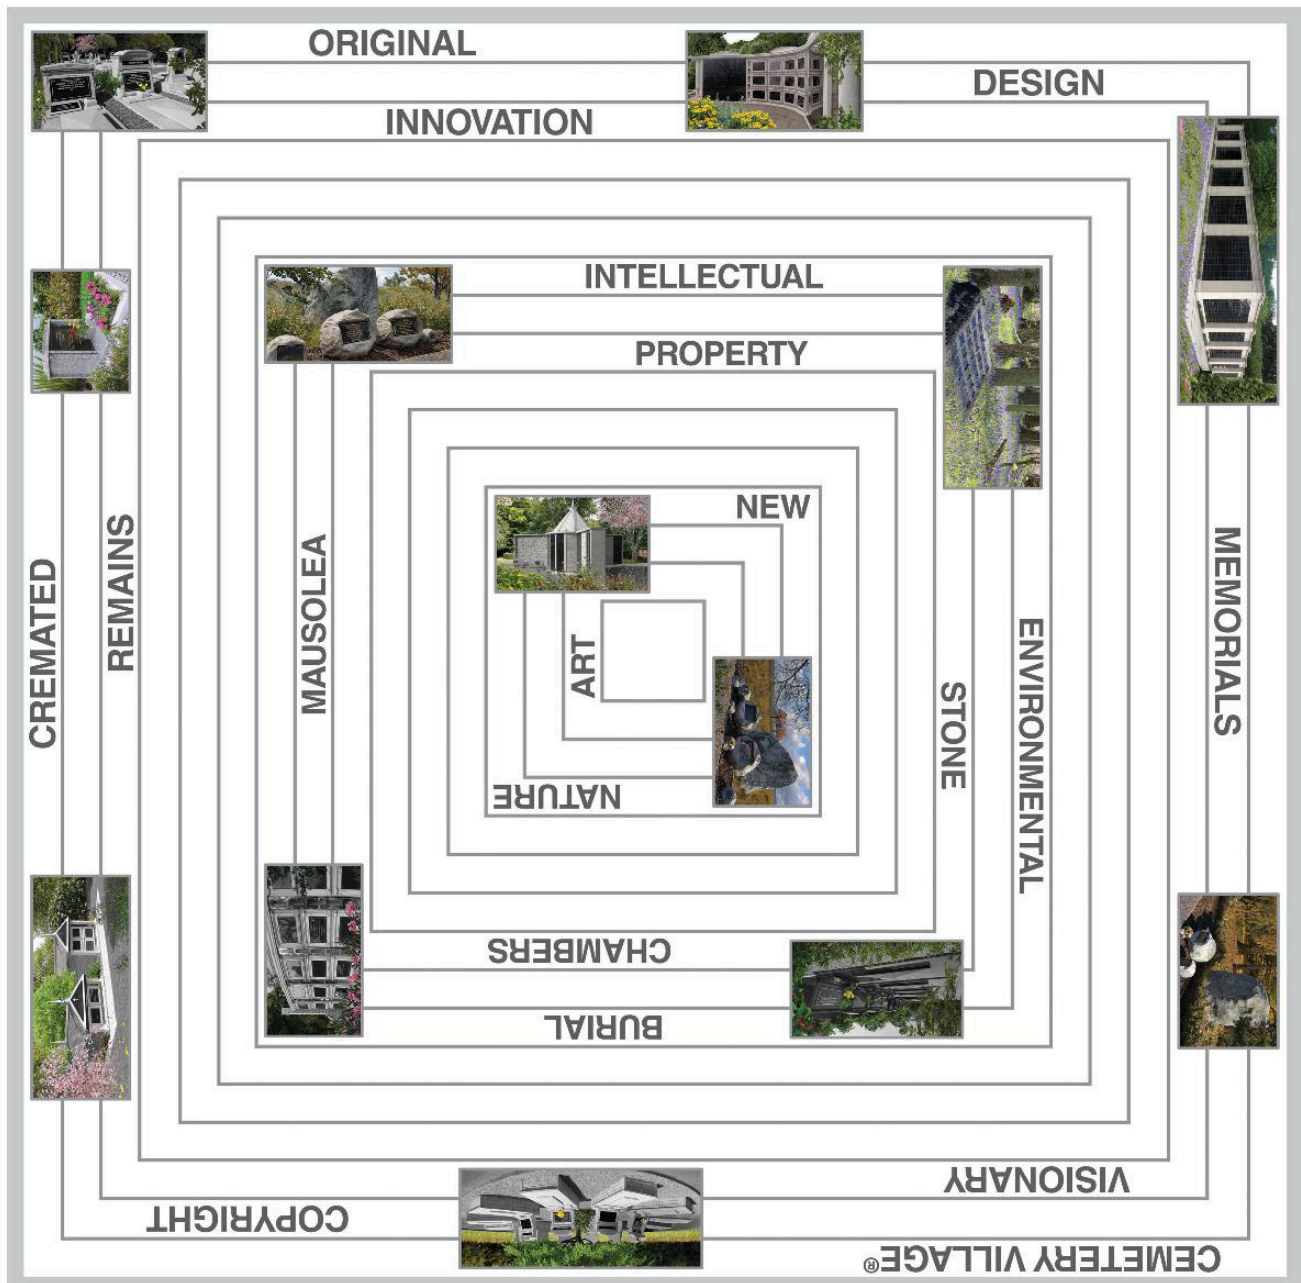 ORIGINAL
DESIGN
INNOVATION
MEMORIALS
CEMETERY VILLAGE®
VISIONARY
COPYRIGHT
CREMATED
REMAINS
INTELLECTUAL
PROPERTY
ENVIRONMENTAL
STONE
BURIAL
CHAMBERS
MAUSOLEA
NEW
NATURE
ART